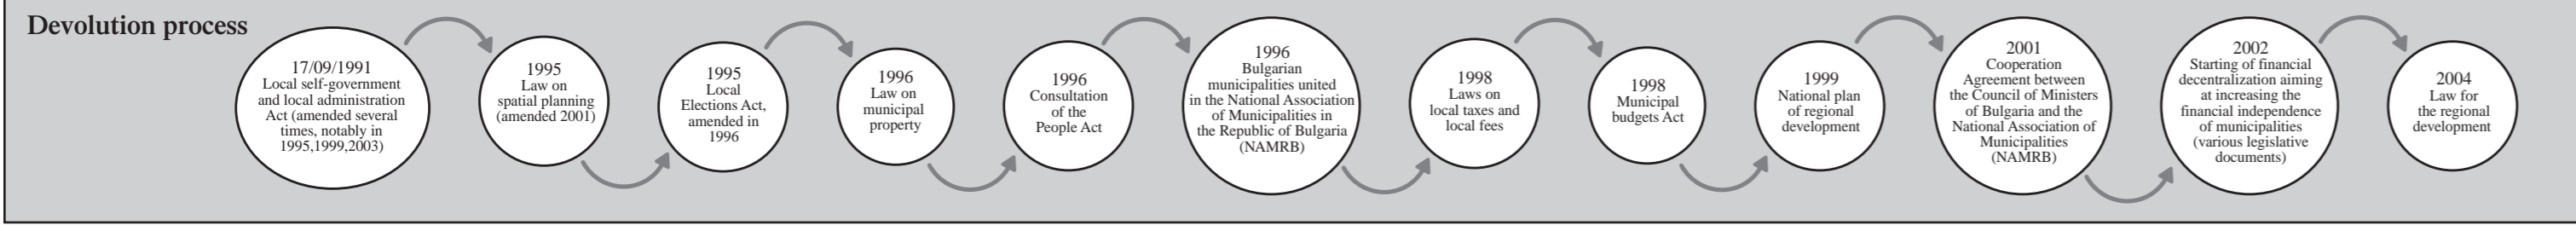 Devolution process
17/09/1991
Local self-government
and local administration
Act (amended several
times, notably in
1995,1999,2003)
1995
Law on
spatial planning
(amended 2001)
1995
Local
Elections Act,
amended in
1996
1996
Law on
municipal
property
1996
Consultation
of the
People Act
1996
Bulgarian
municipalities united
in the National Association
of Municipalities in
the Republic of Bulgaria
(NAMRB)
1998
Laws on
local taxes and
local fees
1998
Municipal
budgets Act
1999
National plan
of regional
development
2001
Cooperation
Agreement between
the Council of Ministers
of Bulgaria and the
National Association of
Municipalities
(NAMRB)
2002
Starting of financial
decentralization aiming
at increasing the
financial independence
of municipalities
(various legislative
documents)
2004
Law for
the regional
development